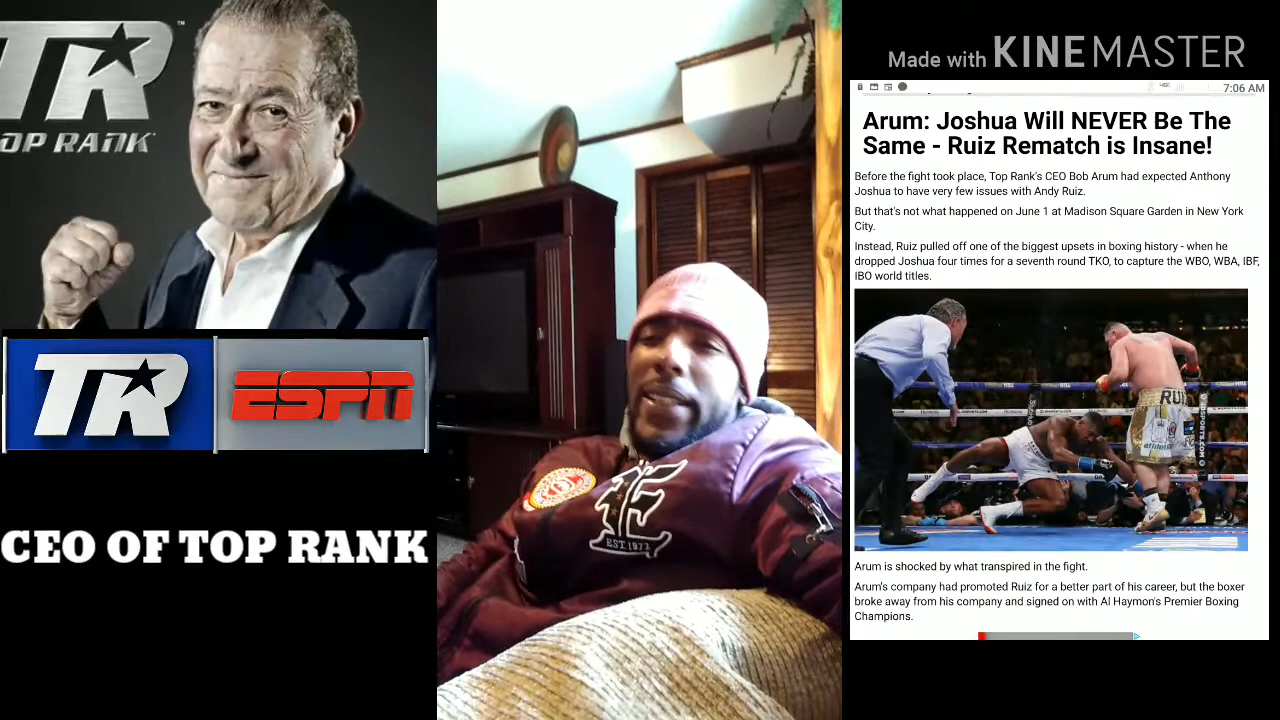 TR
TOP RANK
TR
ESPN
CEO OF TOP RANK
EST.1977
Made with KINEMASTER
7:06 AM
Arum: Joshua Will NEVER Be The
Same - Ruiz Rematch is Insane!
Before the fight took place, Top Rank's CEO Bob Arum had expected Anthony
Joshua to have very few issues with Andy Ruiz.
But that's not what happened on June 1 at Madison Square Garden in New York
City.
Instead, Ruiz pulled off one of the biggest upsets in boxing history - when he
dropped Joshua four times for a seventh round TKO, to capture the WBO, WBA, IBF,
IBO world titles.
RUI
Arum is shocked by what transpired in the fight.
Arum's company had promoted Ruiz for a better part of his career, but the boxer
broke away from his company and signed on with Al Haymon's Premier Boxing
Champions.